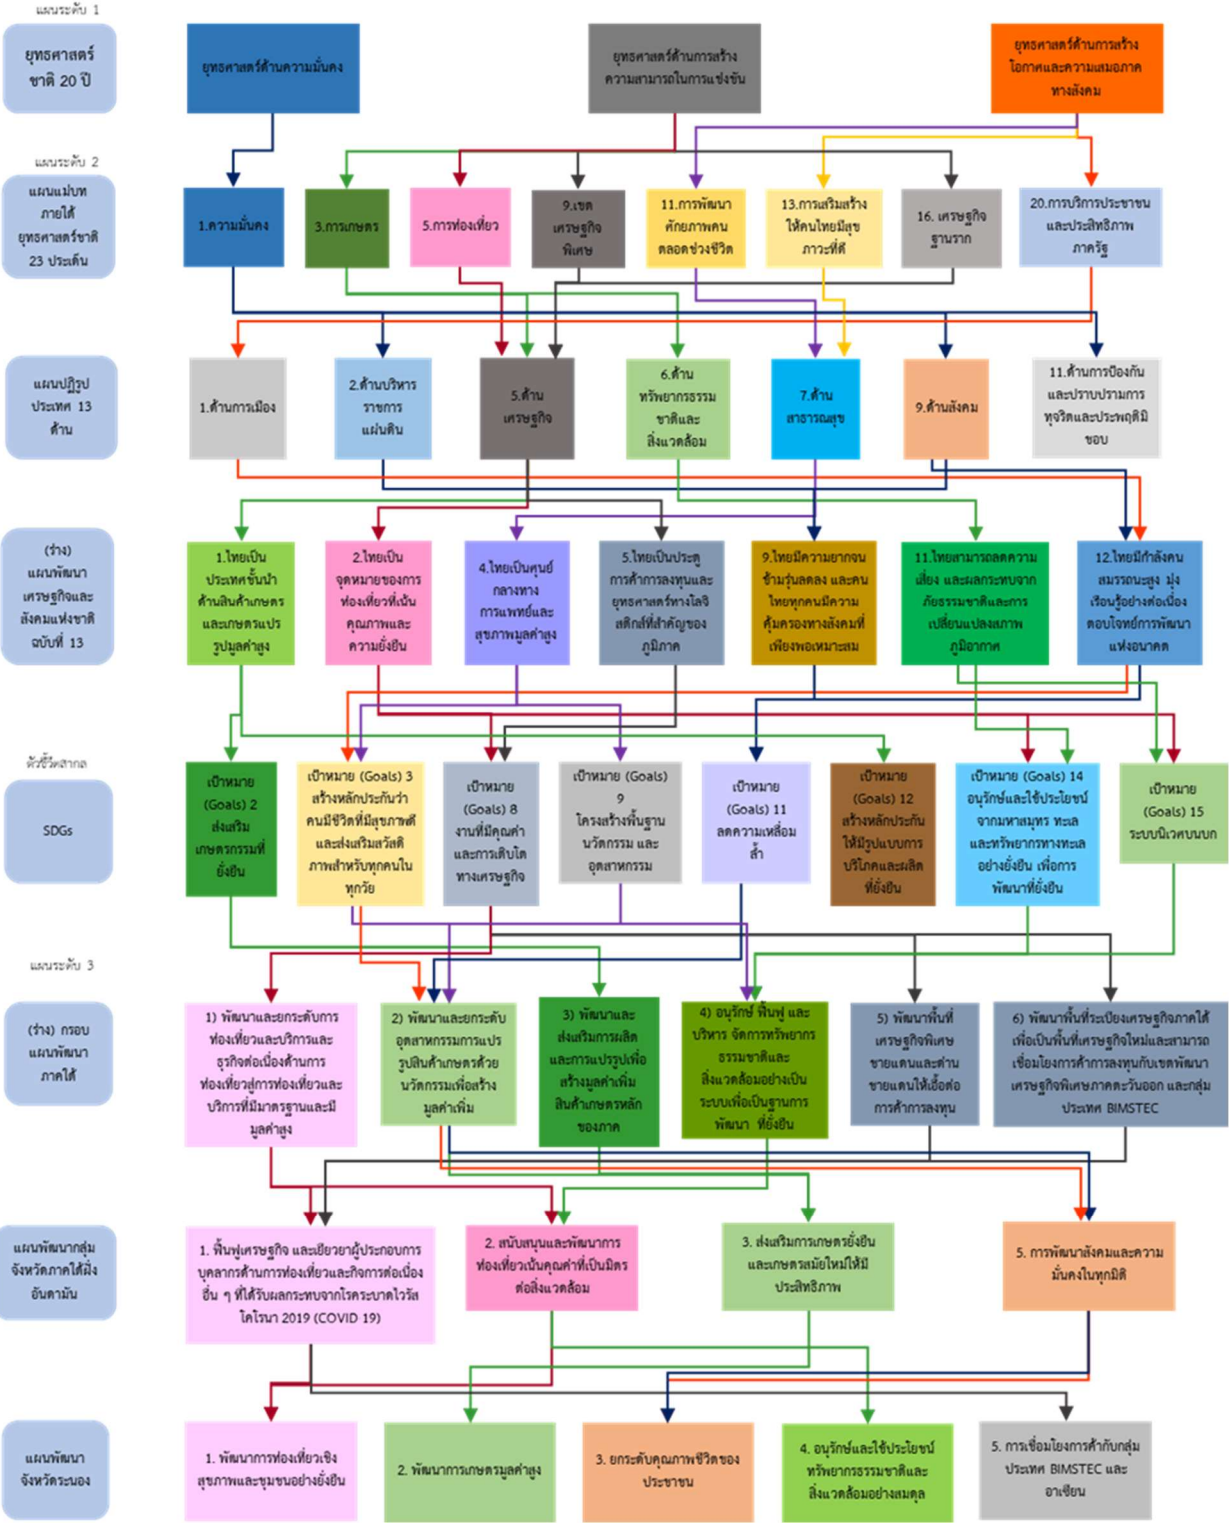 แผนระดับ 1
ยุทธศาสตร์
ชาติ 20 ปี
ยุทธศาสตร์ด้านความมั่นคง
ยุทธศาสตร์ด้านการสร้าง
ความสามารถในการแข่งขัน
ยุทธศาสตร์ด้านการสร้าง
โอกาสและความเสมอภาค
ทางสังคม
แผนระดับ 2
แผนแม่บท
ภายใต้
ยุทธศาสตร์ชาติ
23 ประเด็น
1.ความมั่นคง
3.การเกษตร
5.การท่องเที่ยว
9.เขต
เศรษฐกิจ
พิเศษ
11.การพัฒนา
ศักยภาพคน
ตลอดช่วงชีวิต
13.การเสริมสร้าง
ให้คนไทยมีสุข
ภาวะที่ดี
16. เศรษฐกิจ
ฐานราก
20.การบริการประชาชน
และประสิทธิภาพ
ภาครัฐ
แผนปฏิรูป
ประเทศ 13
ด้าน
1.ด้านการเมือง
2.ด้านบริหาร
ราชการ
แผ่นดิน
5.ด้าน
เศรษฐกิจ
6.ด้าน
ทรัพยากรธรรม
ชาติและ
สิ่งแวดล้อม
7.ด้าน
สาธารณสุข
9.ด้านสังคม
11.ด้านการป้องกัน
และปราบปรามการ
ทุจริตและประพฤติมิ
ชอบ
(ร่าง)
แผนพัฒนา
เศรษฐกิจและ
สังคมแห่งชาติ
ฉบับที่ 13
1.ไทยเป็น
ประเทศชั้นนำ
ด้านสินค้าเกษตร
และเกษตรแปร
รูปมูลค่าสูง
2.ไทยเป็น
จุดหมายของการ
ท่องเที่ยวที่เน้น
คุณภาพและ
ความยั่งยืน
4.ไทยเป็นศูนย์
กลางทาง
การแพทย์และ
สุขภาพมูลค่าสูง
5.ไทยเป็นประตู
การค้าการลงทุนและ
ยุทธศาสตร์ทางโลจิ
สติกส์ที่สำคัญของ
ภูมิภาค
9.ไทยมีความยากจน
ข้ามรุ่นลดลง และคน
ไทยทุกคนมีความ
คุ้มครองทางสังคมที่
เพียงพอเหมาะสม
11.ไทยสามารถลดความ
เสี่ยง และผลกระทบจาก
ภัยธรรมชาติและการ
เปลี่ยนแปลงสภาพ
ภูมิอากาศ
12.ไทยมีกำลังคน
สมรรถนะสูง มุ่ง
เรียนรู้อย่างต่อเนื่อง
ตอบโจทย์การพัฒนา
แห่งอนาคต
ตัวชี้วัดสากล
SDGs
เป้าหมาย
(Goals) 2
ส่งเสริม
เกษตรกรรมที่
ยั่งยืน
เป้าหมาย (Goals) 3
สร้างหลักประกันว่า
คนมีชีวิตที่มีสุขภาพดี
และส่งเสริมสวัสดิ
ภาพสำหรับทุกคนใน
ทุกวัย
เป้าหมาย
(Goals) 8
งานที่มีคุณค่า
และการเติบโต
ทางเศรษฐกิจ
เป้าหมาย (Goals)
9
โครงสร้างพื้นฐาน
นวัตกรรม และ
อุตสาหกรรม
เป้าหมาย
(Goals) 11
ลดความเหลื่อม
ล้ำ
เป้าหมาย
(Goals) 12
สร้างหลักประกัน
ให้มีรูปแบบการ
บริโภคและผลิต
ที่ยั่งยืน
เป้าหมาย (Goals) 14
อนุรักษ์และใช้ประโยชน์
จากมหาสมุทร ทะเล
และทรัพยากรทางทะเล
อย่างยั่งยืน เพื่อการ
พัฒนาที่ยั่งยืน
เป้าหมาย
(Goals) 15
ระบบนิเวศบนบก
แผนระดับ 3
(ร่าง) กรอบ
แผนพัฒนา
ภาคใต้
1) พัฒนาและยกระดับการ
ท่องเที่ยวและบริการและ
ธุรกิจต่อเนื่องด้านการ
ท่องเที่ยวสู่การท่องเที่ยวและ
บริการที่มีมาตรฐานและมี
มูลค่าสูง
2) พัฒนาและยกระดับ
อุตสาหกรรมการแปร
รูปสินค้าเกษตรด้วย
นวัตกรรมเพื่อสร้าง
มูลค่าเพิ่ม
3) พัฒนาและ
ส่งเสริมการผลิต
และการแปรรูปเพื่อ
สร้างมูลค่าเพิ่ม
สินค้าเกษตรหลัก
ของภาค
4) อนุรักษ์ ฟื้นฟู และ
บริหาร จัดการทรัพยากร
ธรรมชาติและ
สิ่งแวดล้อมอย่างเป็น
ระบบเพื่อเป็นฐานการ
พัฒนา ที่ยั่งยืน
5) พัฒนาพื้นที่
เศรษฐกิจพิเศษ
ชายแดนและด่าน
ชายแดนให้เอื้อต่อ
การค้าการลงทุน
6) พัฒนาพื้นที่ระเบียงเศรษฐกิจภาคใต้
เพื่อเป็นพื้นที่เศรษฐกิจใหม่และสามารถ
เชื่อมโยงการค้าการลงทุนกับเขตพัฒนา
เศรษฐกิจพิเศษภาคตะวันออก และกลุ่ม
ประเทศ BIMSTEC
แผนพัฒนากลุ่ม
จังหวัดภาคใต้ฝั่ง
อันดามัน
1. ฟื้นฟูเศรษฐกิจ และเยียวยาผู้ประกอบการ
บุคลากรด้านการท่องเที่ยวและกิจการต่อเนื่อง
อื่น ๆ ที่ได้รับผลกระทบจากโรคระบาดไวรัส
โคโรนา 2019 (COVID 19)
2. สนับสนุนและพัฒนาการ
ท่องเที่ยวเน้นคุณค่าที่เป็นมิตร
ต่อสิ่งแวดล้อม
3. ส่งเสริมการเกษตรยั่งยืน
และเกษตรสมัยใหม่ให้มี
ประสิทธิภาพ
5. การพัฒนาสังคมและความ
มั่นคงในทุกมิติ
แผนพัฒนา
จังหวัดระนอง
1. พัฒนาการท่องเที่ยวเชิง
สุขภาพและชุมชนอย่างยั่งยืน
2. พัฒนาการเกษตรมูลค่าสูง
3. ยกระดับคุณภาพชีวิตของ
ประชาชน
4. อนุรักษ์และใช้ประโยชน์
ทรัพยากรธรรมชาติและ
สิ่งแวดล้อมอย่างสมดุล
5. การเชื่อมโยงการค้ากับกลุ่ม
ประเทศ BIMSTEC และ
อาเซียน